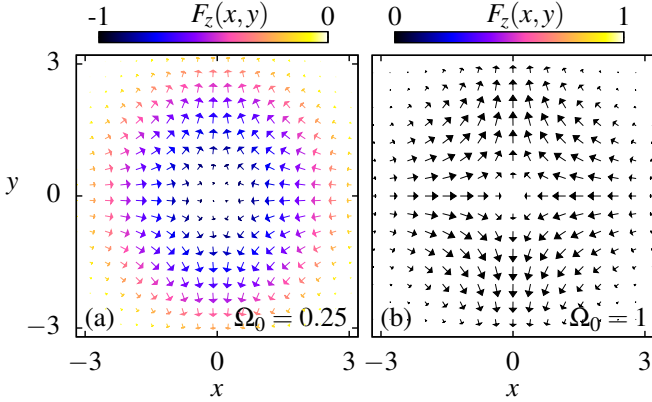 F_z(x, y) F_z(x, y)
-1 0 0 1
3
y 0
−3
(a) Ω_0 = 0.25 (b) Ω_0 = 1
−3 0 3 −3 0 3
x x